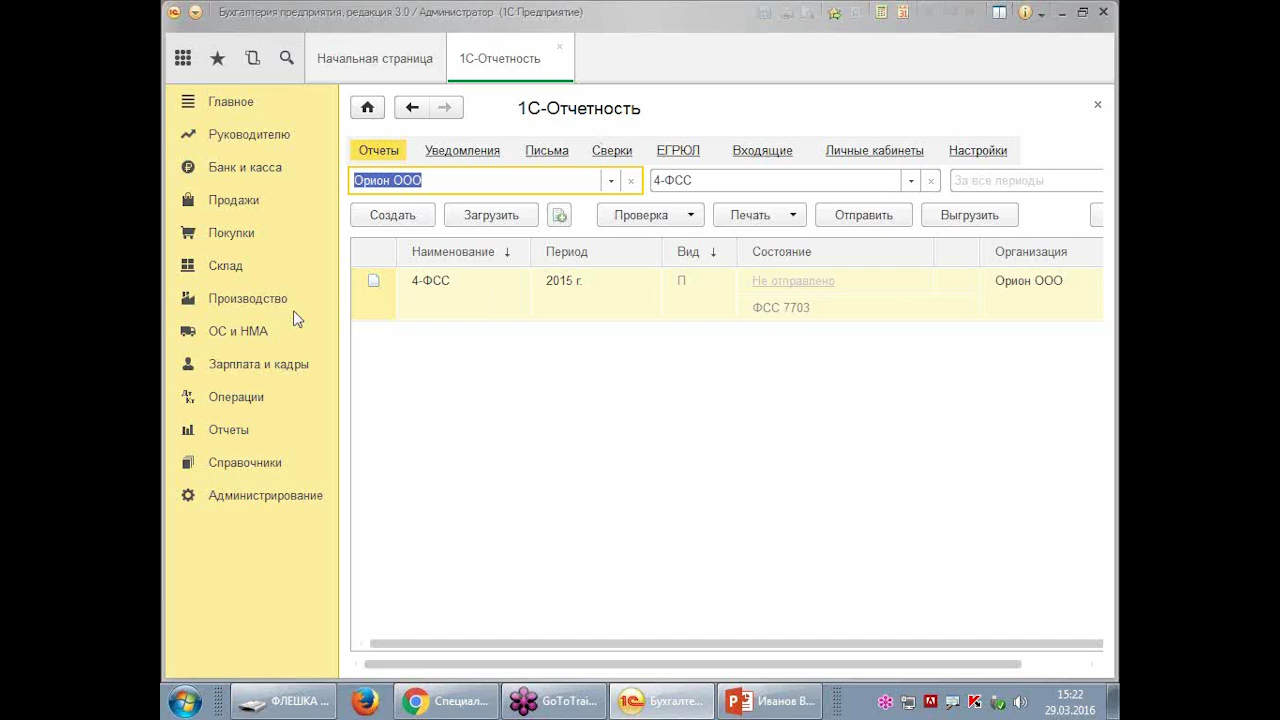 Бухгалтерия предприятия, редакция 3.0 / Администратор (1С:Предприятие)
Начальная страница
1С-Отчетность
Главное
Руководителю
Банк и касса
Продажи
Покупки
Склад
Производство
ОС и НМА
Зарплата и кадры
Операции
Отчеты
Справочники
Администрирование
1С-Отчетность
Отчеты Уведомления Письма Сверки ЕГРЮЛ Входящие Личные кабинеты Настройки
Орион ООО 4-ФСС За все периоды
Создать Загрузить Проверка Печать Отправить Выгрузить
Наименование Период Вид Состояние Организация
4-ФСС 2015 г. П Не отправлено Орион ООО
ФСС 7703
ФЛЕШКА ... Специал... GoToTrai... Бухгалте... Иванов В... 15:22
29.03.2016